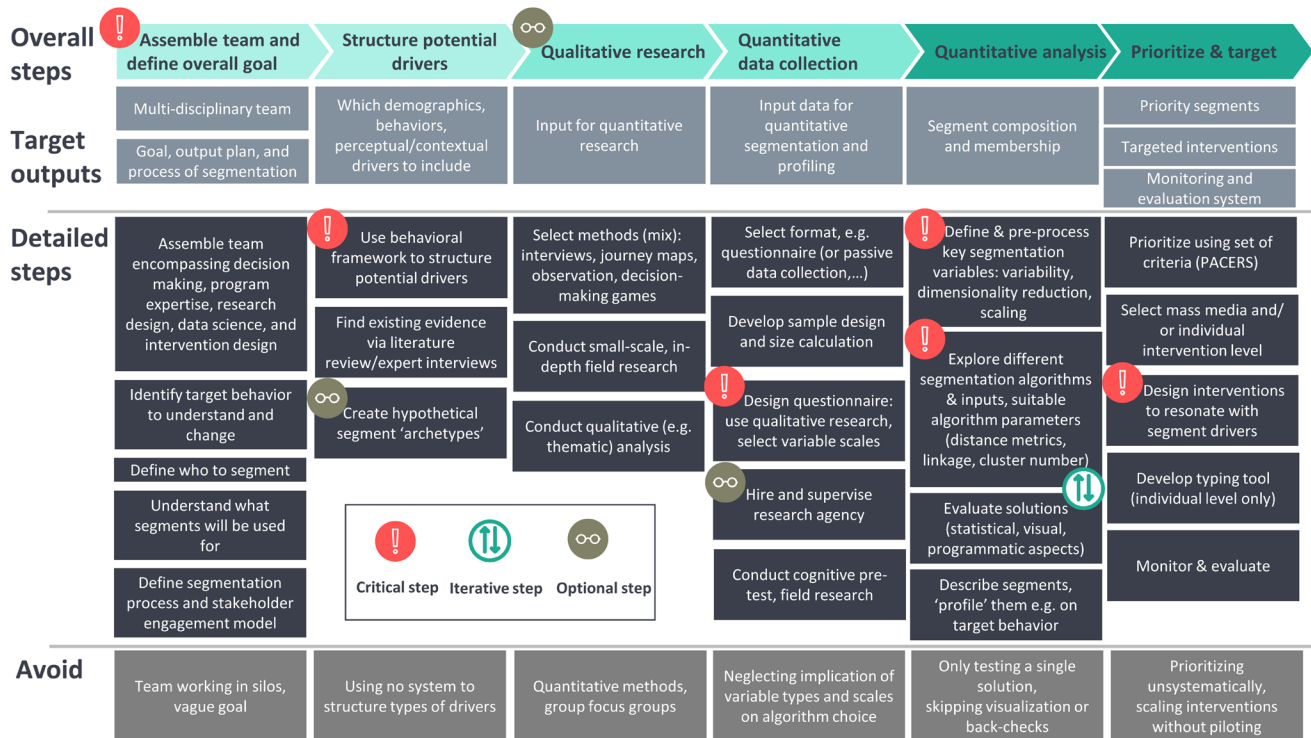 Overall
steps
Assemble team and
define overall goal
Structure potential
drivers
Qualitative research
Quantitative
data collection
Quantitative analysis
Prioritize & target
Target
outputs
Multi-disciplinary team
Goal, output plan, and
process of segmentation
Which demographics,
behaviors,
perceptual/contextual
drivers to include
Input for quantitative
research
Input data for
quantitative
segmentation and
profiling
Segment composition
and membership
Priority segments
Targeted interventions
Monitoring and
evaluation system
Detailed
steps
Assemble team
encompassing decision
making, program
expertise, research
design, data science, and
intervention design
Identify target behavior
to understand and
change
Define who to segment
Understand what
segments will be used
for
Define segmentation
process and stakeholder
engagement model
Use behavioral
framework to structure
potential drivers
Find existing evidence
via literature
review/expert interviews
Create hypothetical
segment ‘archetypes’
Select methods (mix):
interviews, journey maps,
observation, decision-
making games
Conduct small-scale, in-
depth field research
Conduct qualitative (e.g.
thematic) analysis
Select format, e.g.
questionnaire (or passive
data collection,…)
Develop sample design
and size calculation
Design questionnaire:
use qualitative research,
select variable scales
Hire and supervise
research agency
Conduct cognitive pre-
test, field research
Define & pre-process
key segmentation
variables: variability,
dimensionality reduction,
scaling
Explore different
segmentation algorithms
& inputs, suitable
algorithm parameters
(distance metrics,
linkage, cluster number)
Evaluate solutions
(statistical, visual,
programmatic aspects)
Describe segments,
‘profile’ them e.g. on
target behavior
Prioritize using set of
criteria (PACERS)
Select mass media and/
or individual
intervention level
Design interventions
to resonate with
segment drivers
Develop typing tool
(individual level only)
Monitor & evaluate
Critical step
Iterative step
Optional step
Avoid
Team working in silos,
vague goal
Using no system to
structure types of drivers
Quantitative methods,
group focus groups
Neglecting implication of
variable types and scales
on algorithm choice
Only testing a single
solution,
skipping visualization or
back-checks
Prioritizing
unsystematically,
scaling interventions
without piloting